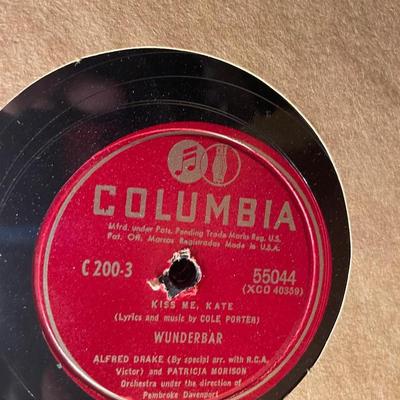 COLUMBIA
Mfrd. under Pats. Pending Trade Marks Reg. U.S.
Pat. Off. Marcas Registradas Made in U.S.A.
C 200-3
55044
(XCO 40359)
KISS ME, KATE
(Lyrics and music by COLE PORTER)
WUNDERBAR
ALFRED DRAKE (By special arr. with R.C.A.
Victor) and PATRICIA MORISON
Orchestra under the direction of
Pembroke Davenport